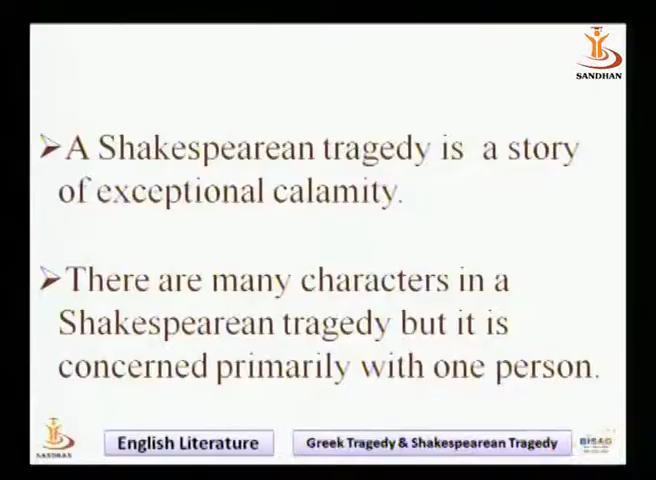 SANDHAN
A Shakespearean tragedy is a story
of exceptional calamity.
There are many characters in a
Shakespearean tragedy but it is
concerned primarily with one person.
SANDHAN
English Literature
Greek Tragedy & Shakespearean Tragedy
BISAG